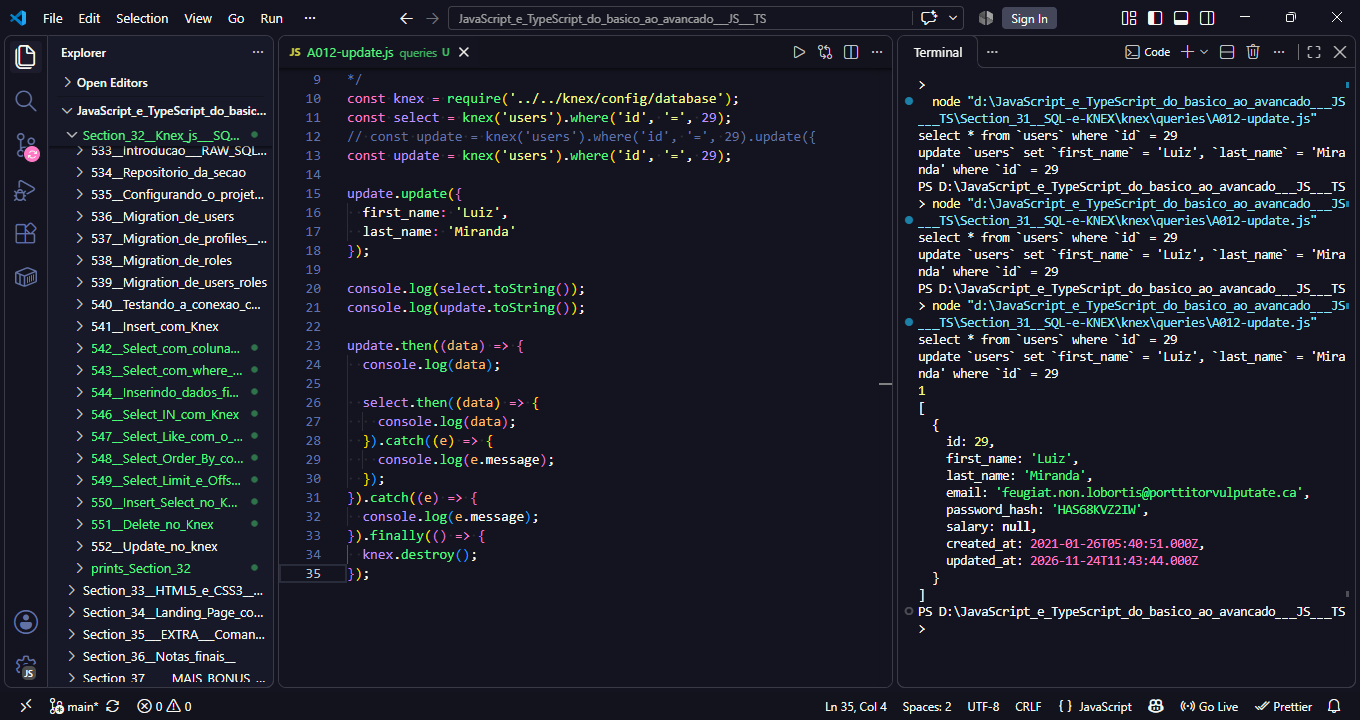 File Edit Selection View Go Run ···
JavaScript_e_TypeScript_do_basico_ao_avancado___JS___TS
Sign In
Explorer
Open Editors
JavaScript_e_TypeScript_do_basic...
Section_32__Knex_js__SQ...
533__Introducao___RAW_SQL...
534__Repositorio_da_secao
535__Configurando_o_projet...
536__Migration_de_users
537__Migration_de_profiles__...
538__Migration_de_roles
539__Migration_de_users_roles
540__Testando_a_conexao_c...
541__Insert_com_Knex
542__Select_com_coluna...
543__Select_com_where_...
544__Inserindo_dados_fi...
546__Select_IN_com_Knex
547__Select_Like_com_o_...
548__Select_Order_By_co...
549__Select_Limit_e_Offs...
550__Insert_Select_no_K...
551__Delete_no_Knex
552__Update_no_knex
prints_Section_32
Section_33__HTML5_e_CSS3__...
Section_34__Landing_Page_co...
Section_35___EXTRA___Coman...
Section_36__Notas_finais__
Section_37___MAIS_BONUS_...
JS A012-update.js queries U
9 */
10 const knex = require('../../knex/config/database');
11 const select = knex('users').where('id', '=', 29);
12 // const update = knex('users').where('id', '=', 29).update({
13 const update = knex('users').where('id', '=', 29);
14
15 update.update({
16 first_name: 'Luiz',
17 last_name: 'Miranda'
18 });
19
20 console.log(select.toString());
21 console.log(update.toString());
22
23 update.then((data) => {
24 console.log(data);
25
26 select.then((data) => {
27 console.log(data);
28 }).catch((e) => {
29 console.log(e.message);
30 });
31 }).catch((e) => {
32 console.log(e.message);
33 }).finally(() => {
34 knex.destroy();
35 });
Terminal
Code
>
node "d:\JavaScript_e_TypeScript_do_basico_ao_avancado___JS
___TS\Section_31__SQL-e-KNEX\knex\queries\A012-update.js"
select * from `users` where `id` = 29
update `users` set `first_name` = 'Luiz', `last_name` = 'Mira
nda' where `id` = 29
PS D:\JavaScript_e_TypeScript_do_basico_ao_avancado___JS___TS
> node "d:\JavaScript_e_TypeScript_do_basico_ao_avancado___JS
___TS\Section_31__SQL-e-KNEX\knex\queries\A012-update.js"
select * from `users` where `id` = 29
update `users` set `first_name` = 'Luiz', `last_name` = 'Mira
nda' where `id` = 29
PS D:\JavaScript_e_TypeScript_do_basico_ao_avancado___JS___TS
> node "d:\JavaScript_e_TypeScript_do_basico_ao_avancado___JS
___TS\Section_31__SQL-e-KNEX\knex\queries\A012-update.js"
select * from `users` where `id` = 29
update `users` set `first_name` = 'Luiz', `last_name` = 'Mira
nda' where `id` = 29
1
[
{
id: 29,
first_name: 'Luiz',
last_name: 'Miranda',
email: 'feugiat.non.lobortis@porttitorvulputate.ca',
password_hash: 'HAS68KVZ2IW',
salary: null,
created_at: 2021-01-26T05:40:51.000Z,
updated_at: 2026-11-24T11:43:44.000Z
}
]
PS D:\JavaScript_e_TypeScript_do_basico_ao_avancado___JS___TS
>
JS
main* 0 0
Ln 35, Col 4 Spaces: 2 UTF-8 CRLF { } JavaScript Go Live Prettier